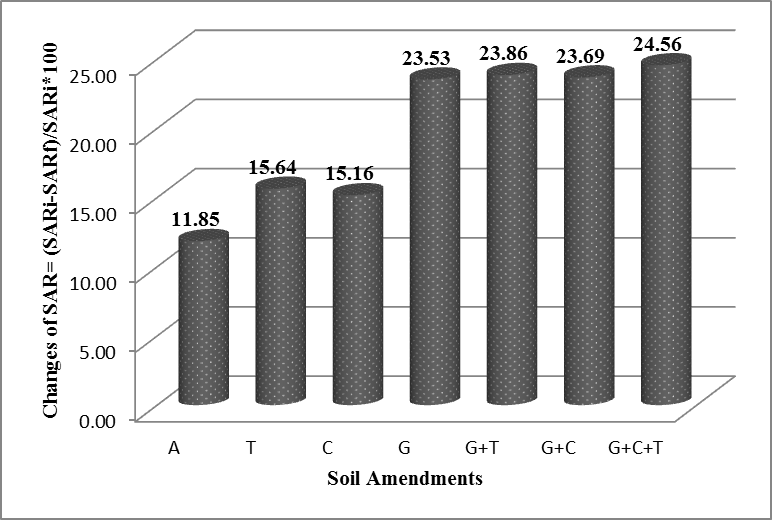 Changes of SAR= (SARi-SARf)/SARi*100
25.00
20.00
15.00
10.00
5.00
0.00
11.85
15.64
15.16
23.53
23.86
23.69
24.56
A
T
C
G
G+T
G+C
G+C+T
Soil Amendments